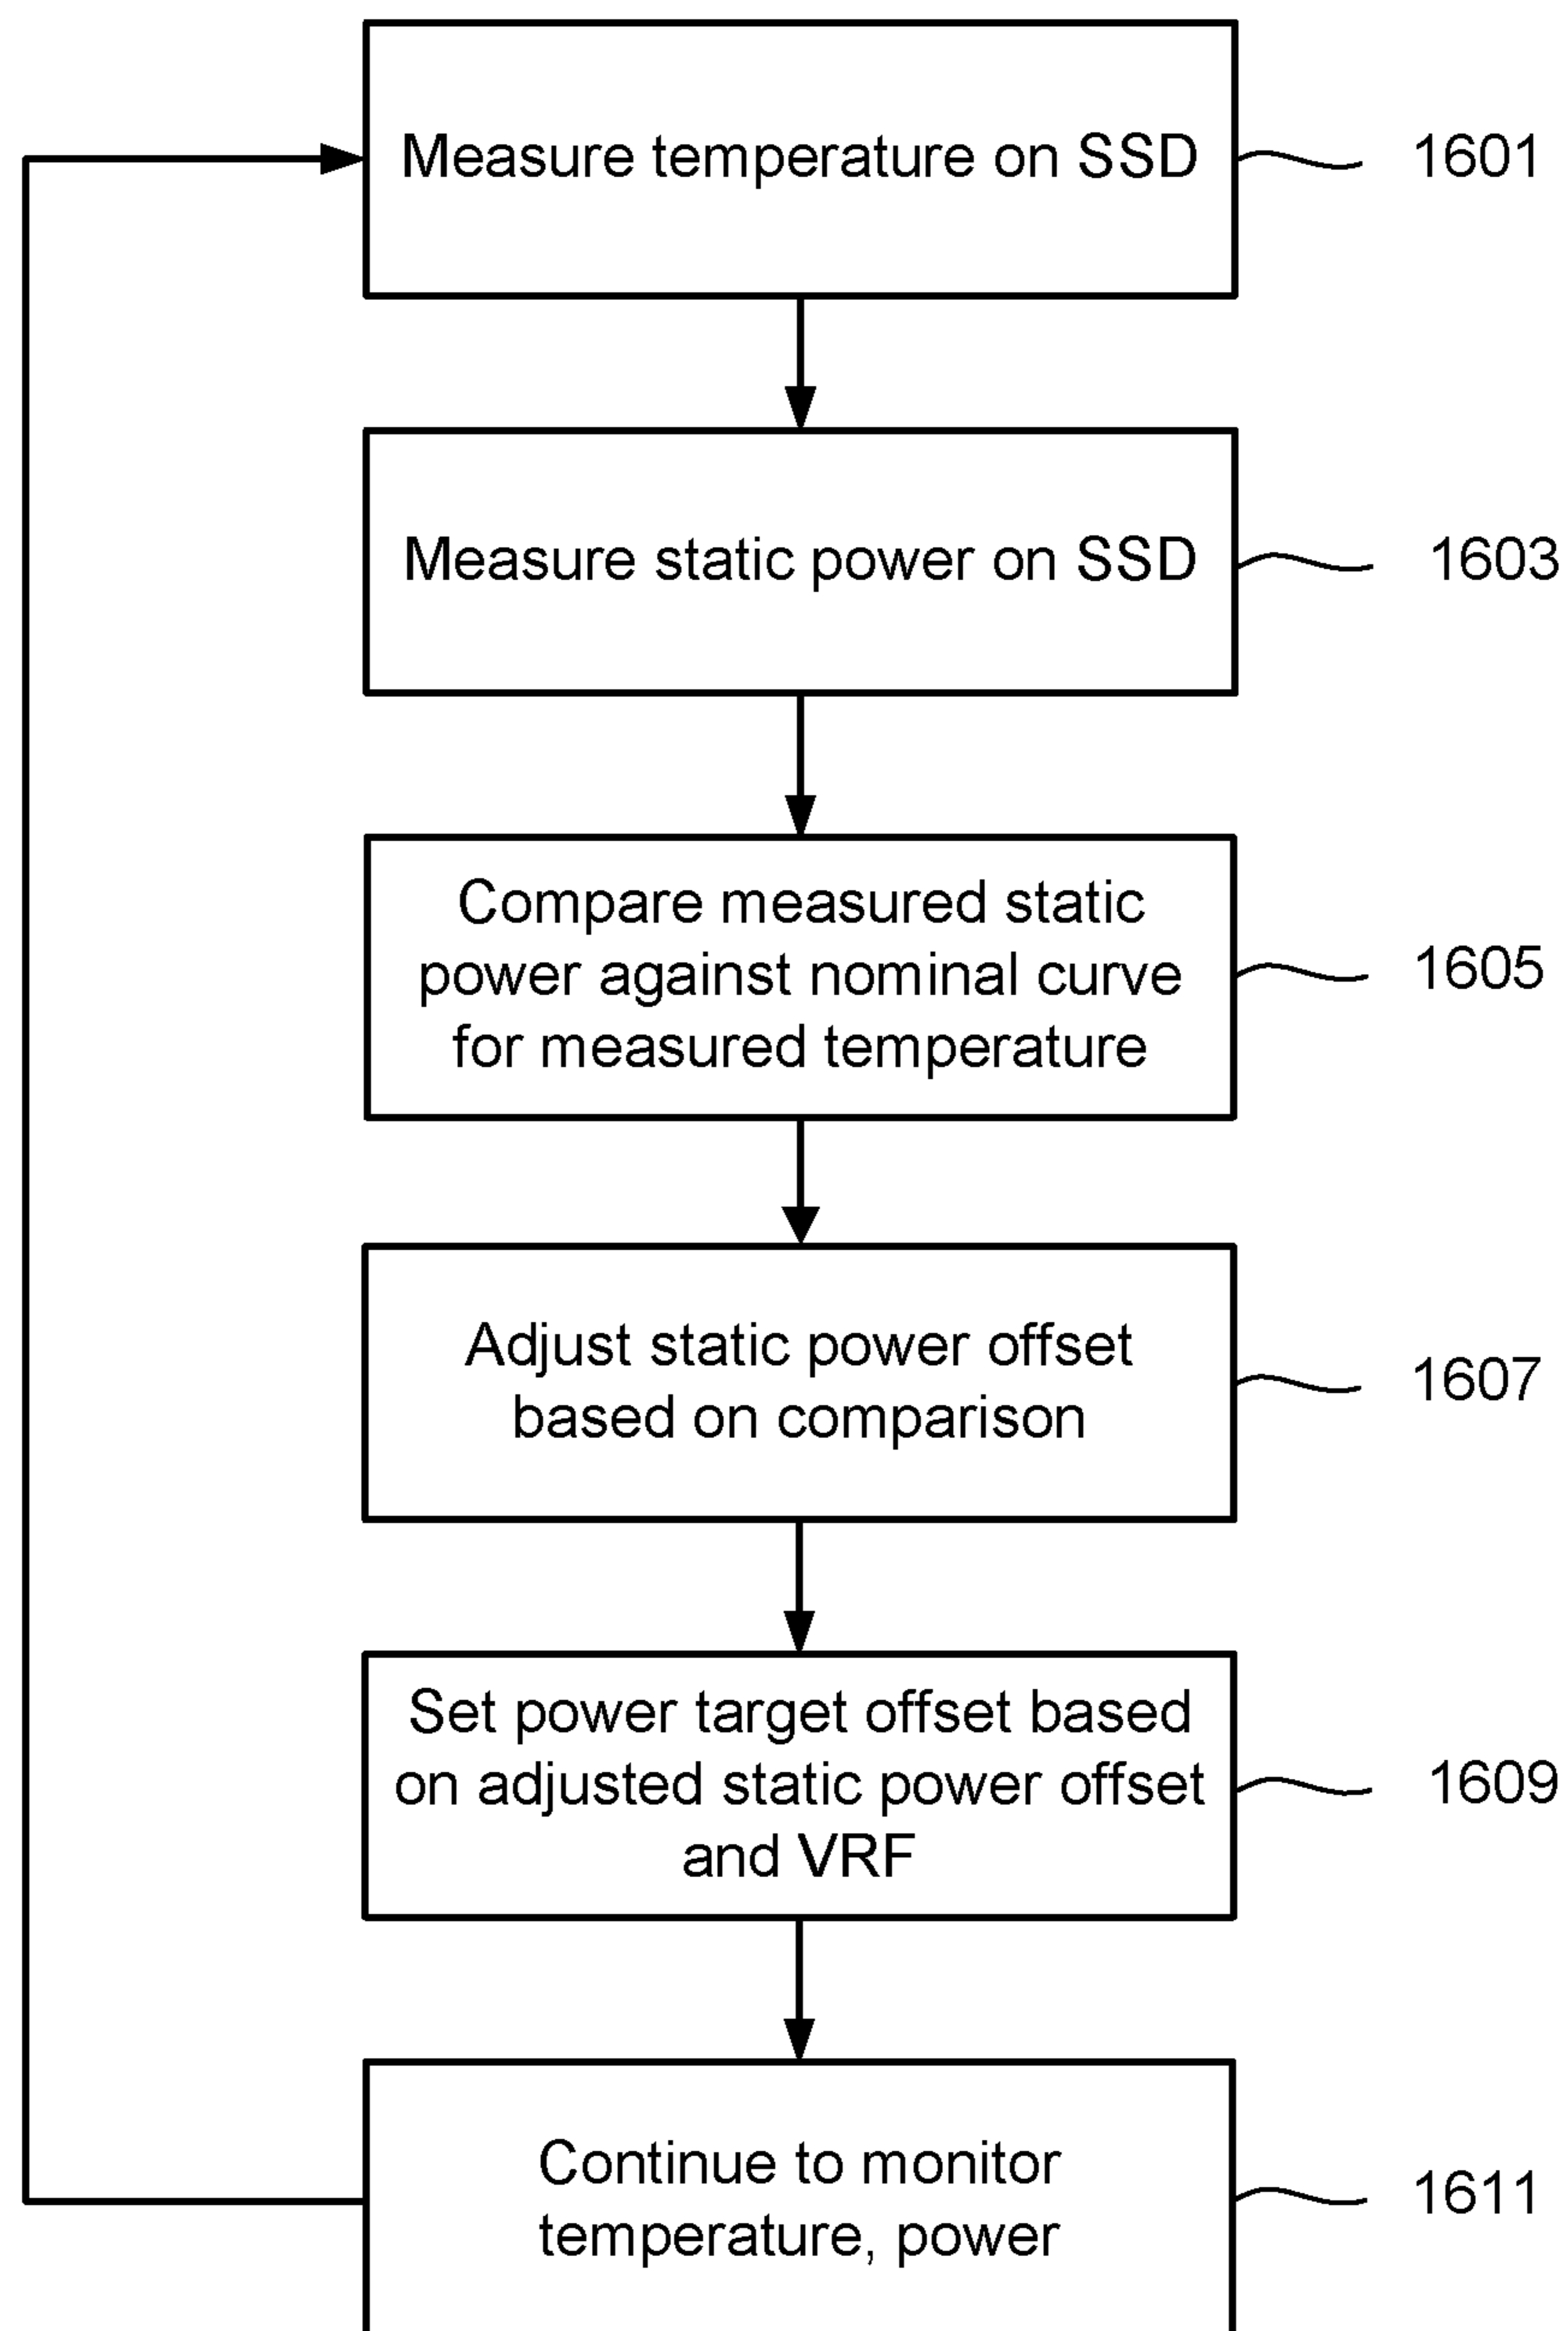 Measure temperature on SSD
1601
Measure static power on SSD
1603
Compare measured static
power against nominal curve
for measured temperature
1605
Adjust static power offset
based on comparison
1607
Set power target offset based
on adjusted static power offset
and VRF
1609
Continue to monitor
temperature, power
1611